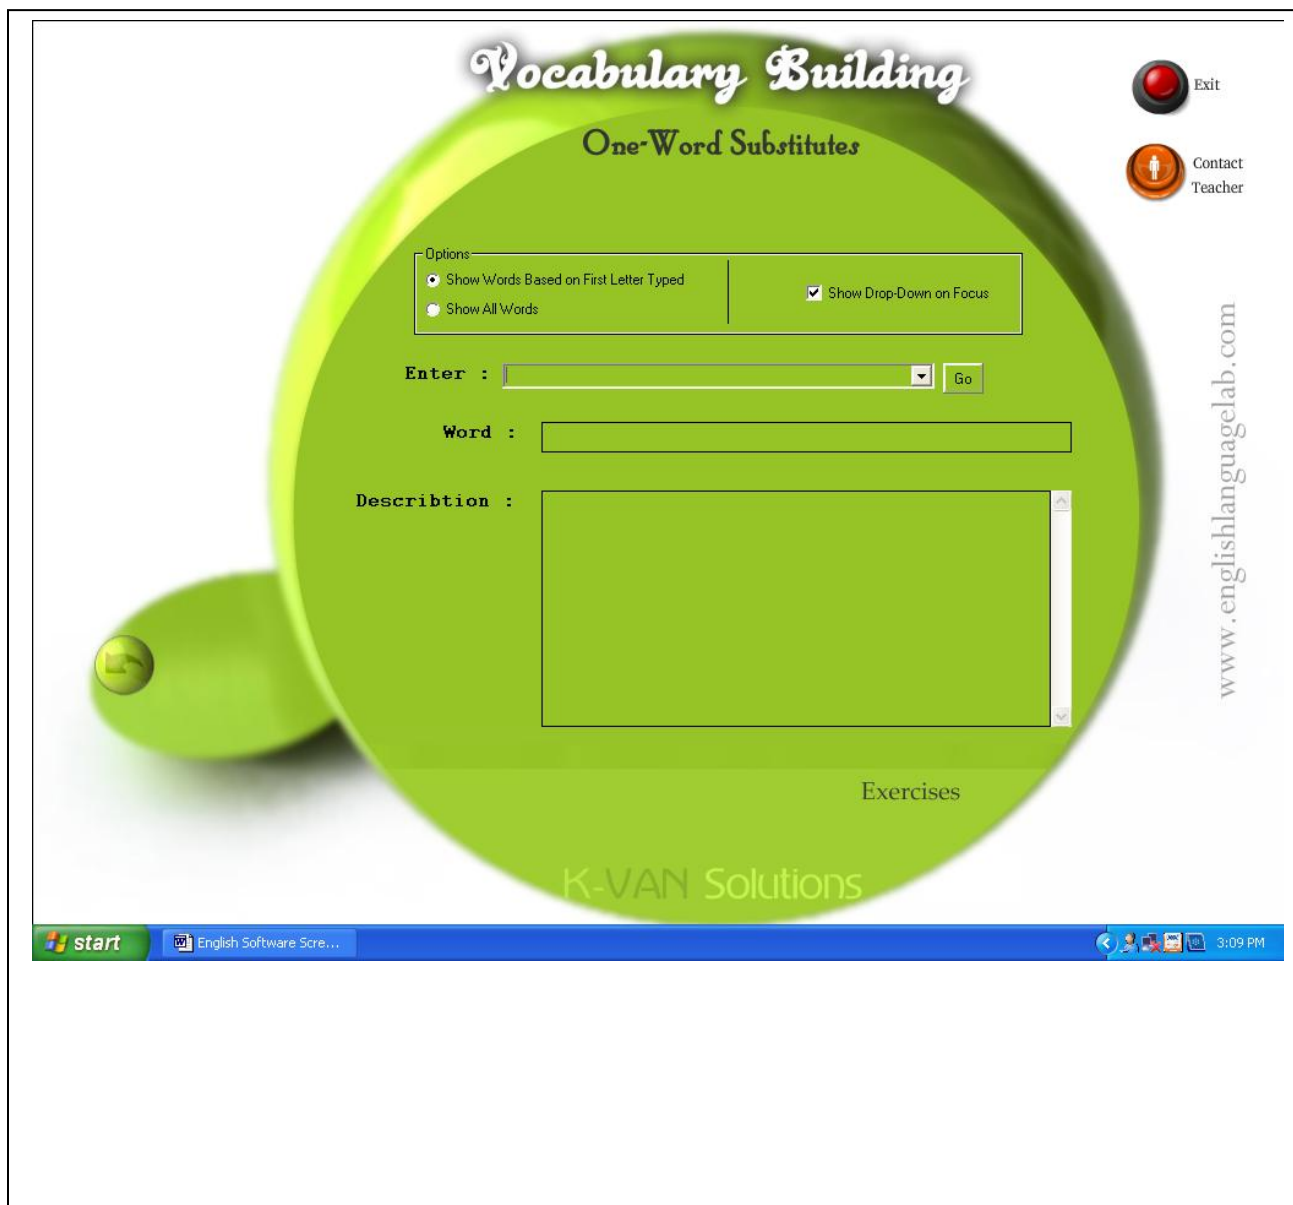 Vocabulary Building
One-Word Substitutes
Exit
Contact
Teacher
Options
Show Words Based on First Letter Typed
Show All Words
Show Drop-Down on Focus
Enter :
Go
Word :
Describtion :
www.englishlanguagelab.com
Exercises
K-VAN Solutions
start
English Software Scre...
3:09 PM